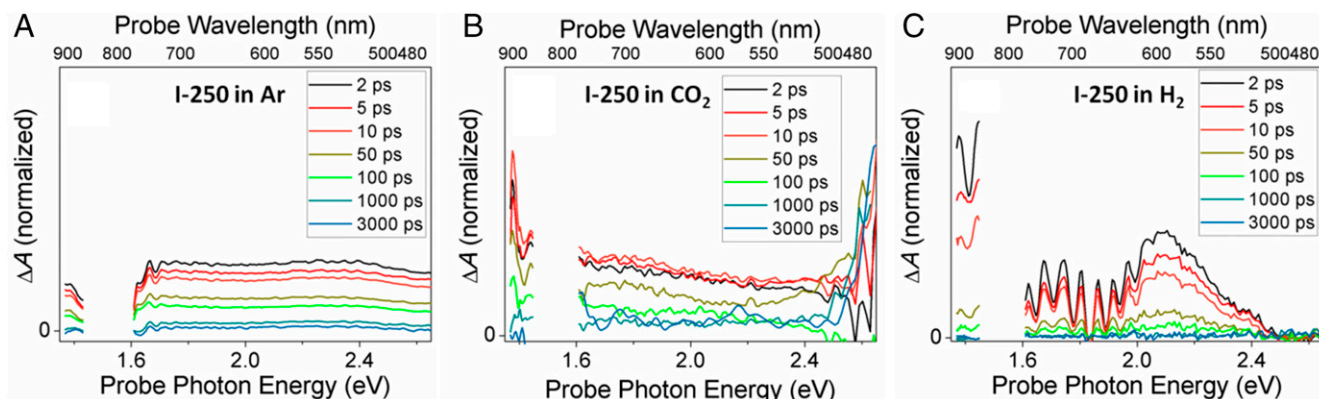 A
Probe Wavelength (nm)
900 800 700 600 550 500480
I-250 in Ar
2 ps
5 ps
10 ps
50 ps
100 ps
1000 ps
3000 ps
ΔA (normalized)
0
1.6 2.0 2.4
Probe Photon Energy (eV)
B
Probe Wavelength (nm)
900 800 700 600 550 500480
I-250 in CO₂
2 ps
5 ps
10 ps
50 ps
100 ps
1000 ps
3000 ps
ΔA (normalized)
0
1.6 2.0 2.4
Probe Photon Energy (eV)
C
Probe Wavelength (nm)
900 800 700 600 550 500480
I-250 in H₂
2 ps
5 ps
10 ps
50 ps
100 ps
1000 ps
3000 ps
ΔA (normalized)
0
1.6 2.0 2.4
Probe Photon Energy (eV)